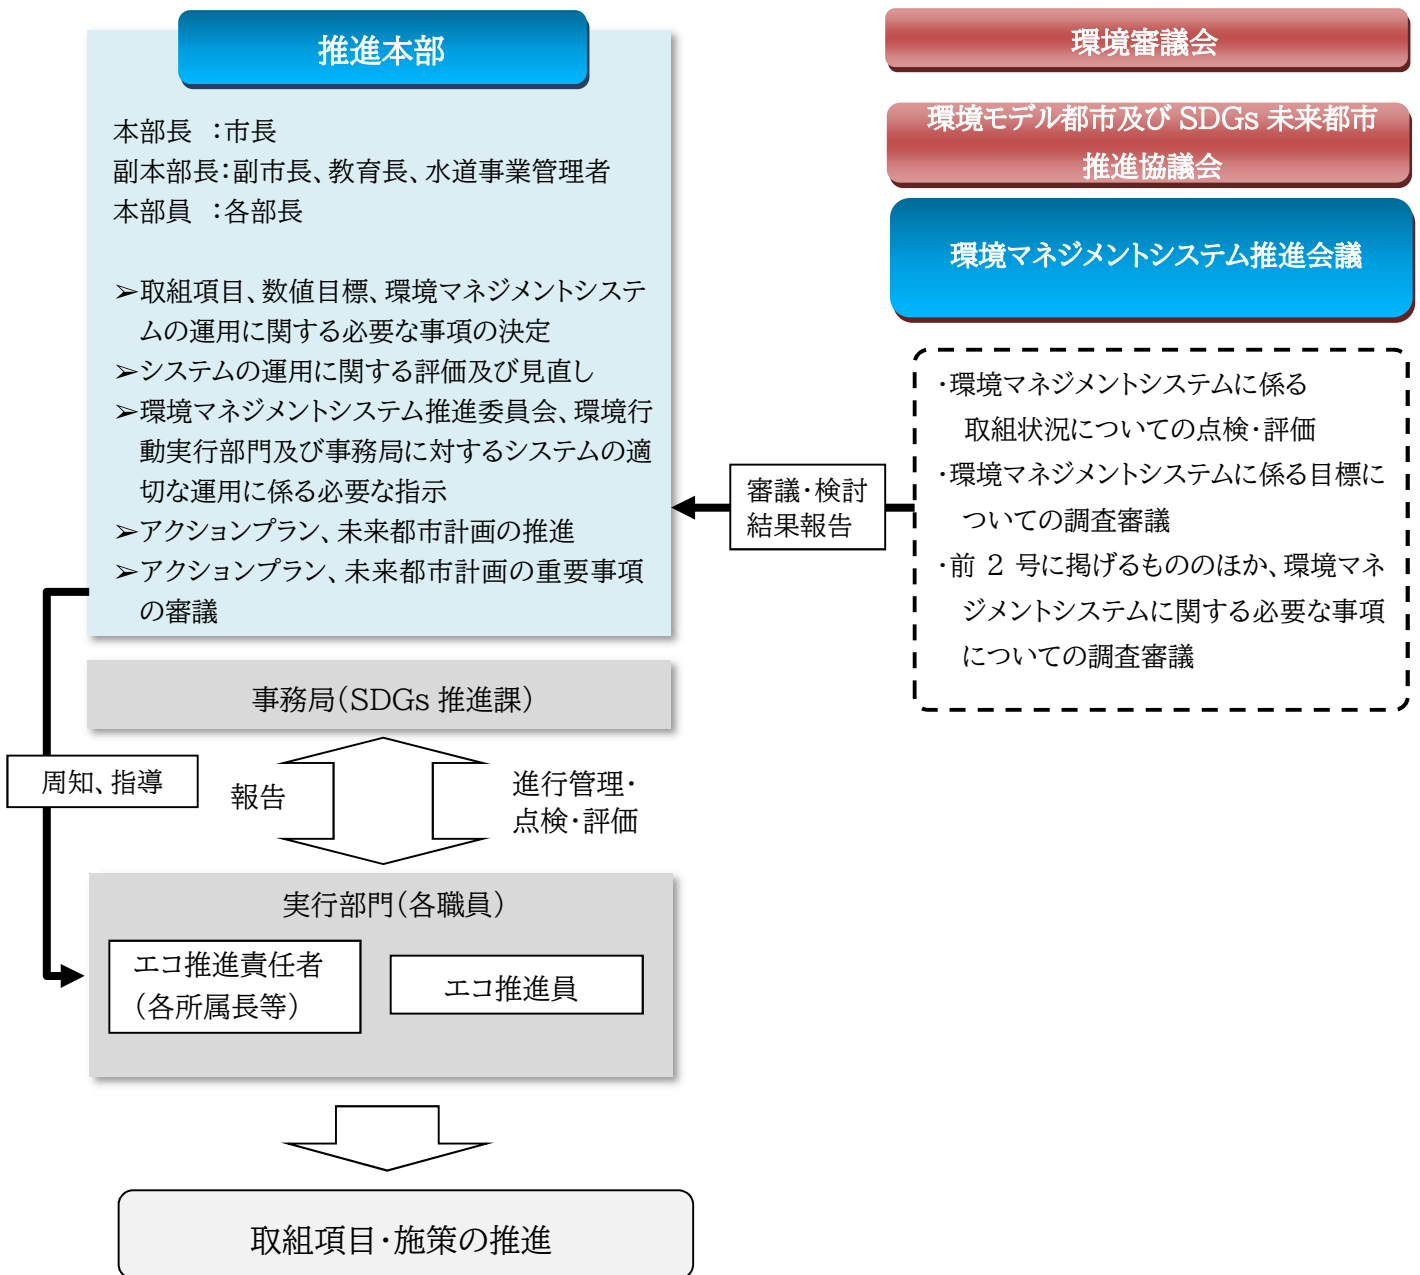 推進本部
本部長　：市長
副本部長：副市長、教育長、水道事業管理者
本部員　：各部長
➢取組項目、数値目標、環境マネジメントシステ
ムの運用に関する必要な事項の決定
➢システムの運用に関する評価及び見直し
➢環境マネジメントシステム推進委員会、環境行
動実行部門及び事務局に対するシステムの適
切な運用に係る必要な指示
➢アクションプラン、未来都市計画の推進
➢アクションプラン、未来都市計画の重要事項
の審議
環境審議会
環境モデル都市及び SDGs 未来都市
推進協議会
環境マネジメントシステム推進会議
・環境マネジメントシステムに係る
取組状況についての点検・評価
・環境マネジメントシステムに係る目標に
ついての調査審議
・前 2 号に掲げるもののほか、環境マネ
ジメントシステムに関する必要な事項
についての調査審議
審議・検討
結果報告
事務局（SDGs 推進課）
周知、指導
報告
進行管理・
点検・評価
実行部門（各職員）
エコ推進責任者
（各所属長等）
エコ推進員
取組項目・施策の推進